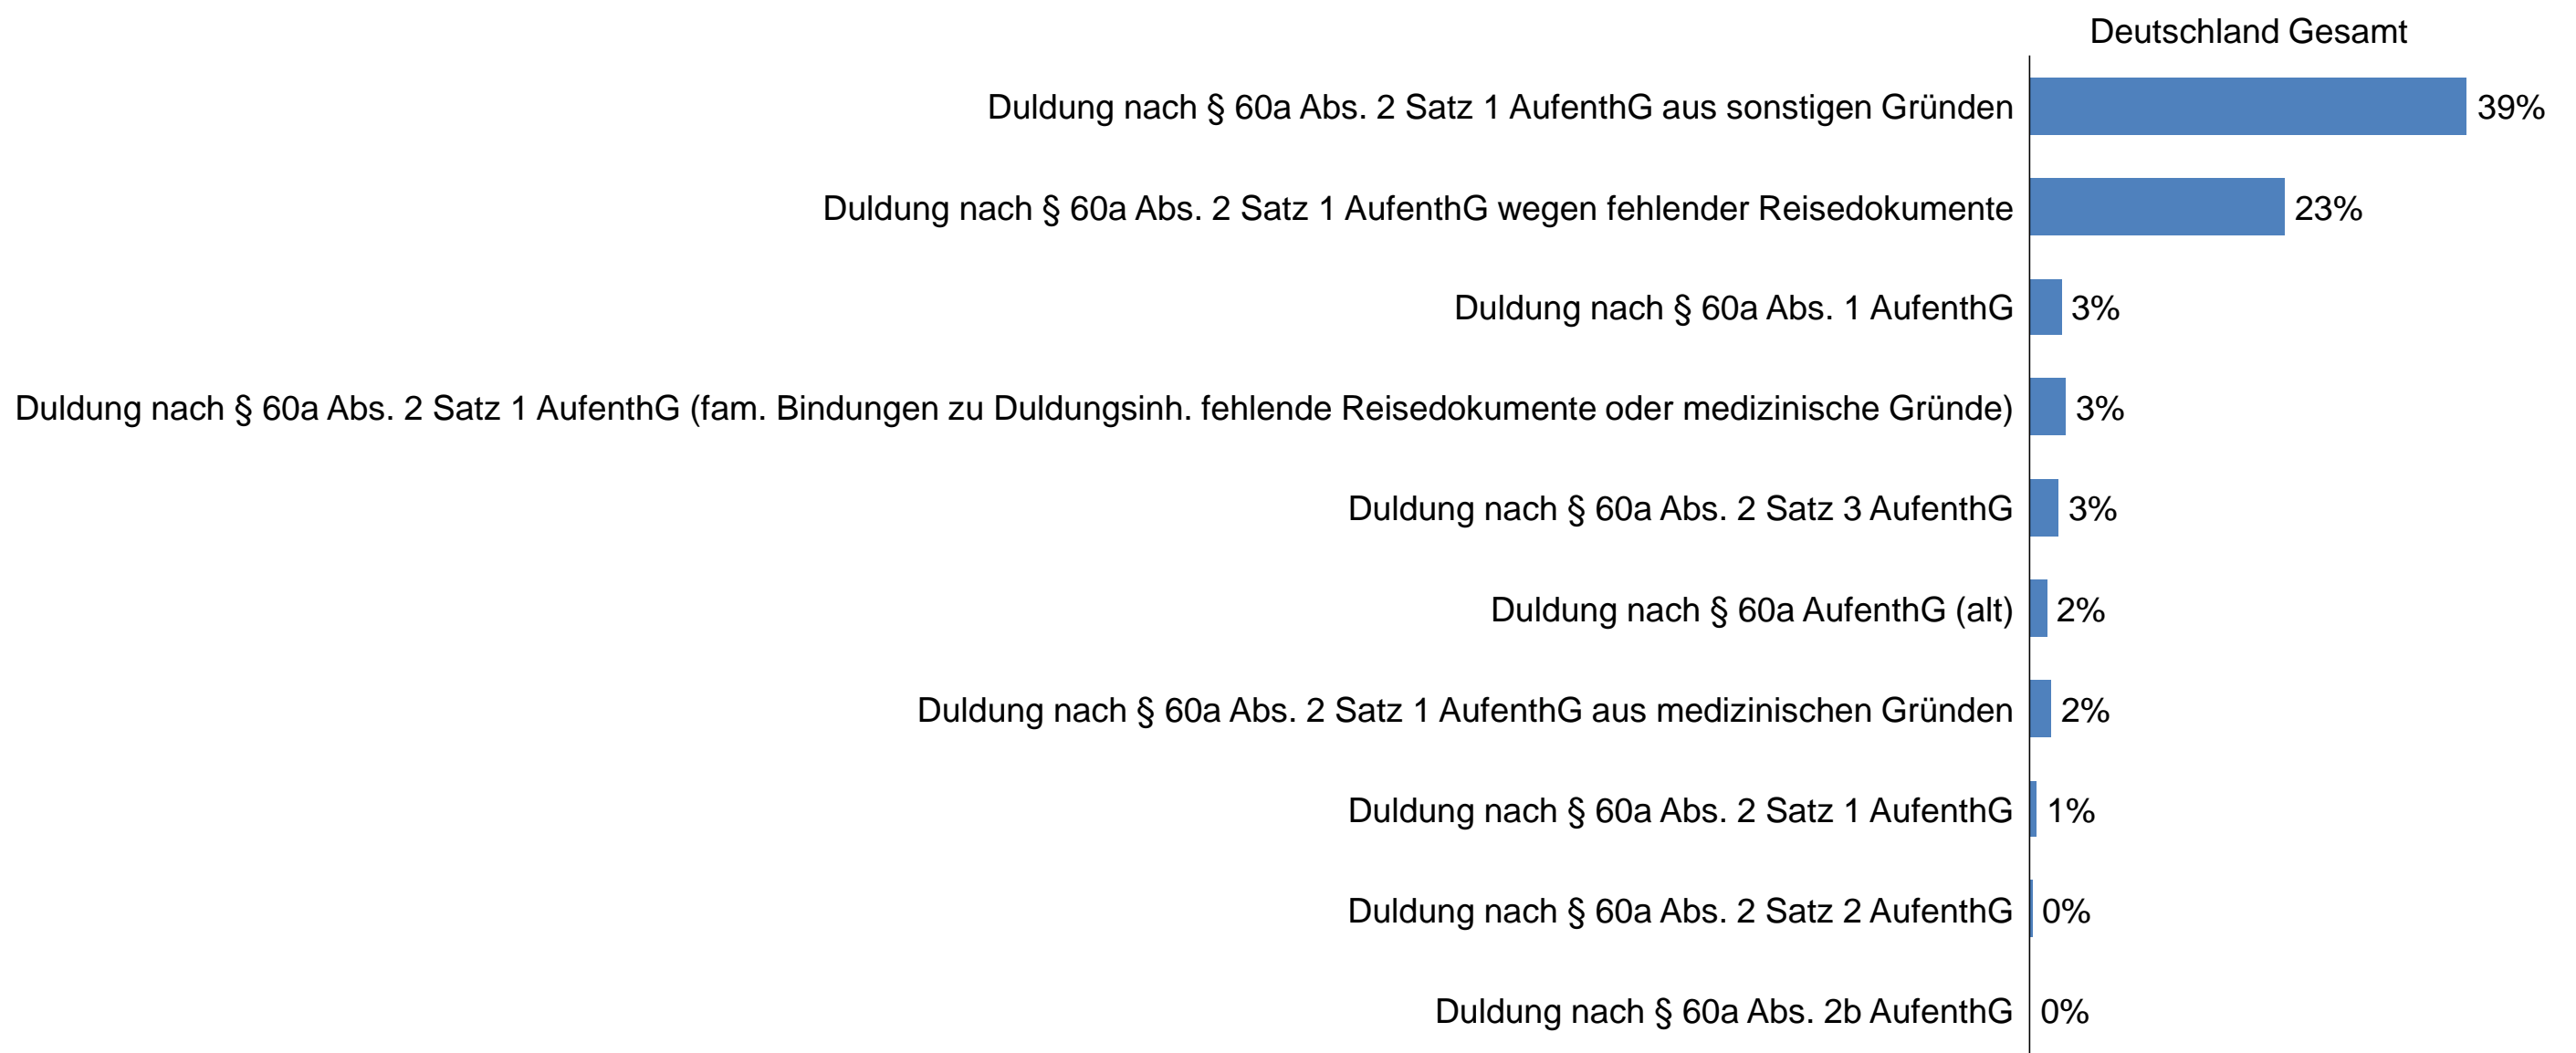 Deutschland Gesamt
Duldung nach § 60a Abs. 2 Satz 1 AufenthG aus sonstigen Gründen 39%
Duldung nach § 60a Abs. 2 Satz 1 AufenthG wegen fehlender Reisedokumente 23%
Duldung nach § 60a Abs. 1 AufenthG 3%
Duldung nach § 60a Abs. 2 Satz 1 AufenthG (fam. Bindungen zu Duldungsinh. fehlende Reisedokumente oder medizinische Gründe) 3%
Duldung nach § 60a Abs. 2 Satz 3 AufenthG 3%
Duldung nach § 60a AufenthG (alt) 2%
Duldung nach § 60a Abs. 2 Satz 1 AufenthG aus medizinischen Gründen 2%
Duldung nach § 60a Abs. 2 Satz 1 AufenthG 1%
Duldung nach § 60a Abs. 2 Satz 2 AufenthG 0%
Duldung nach § 60a Abs. 2b AufenthG 0%